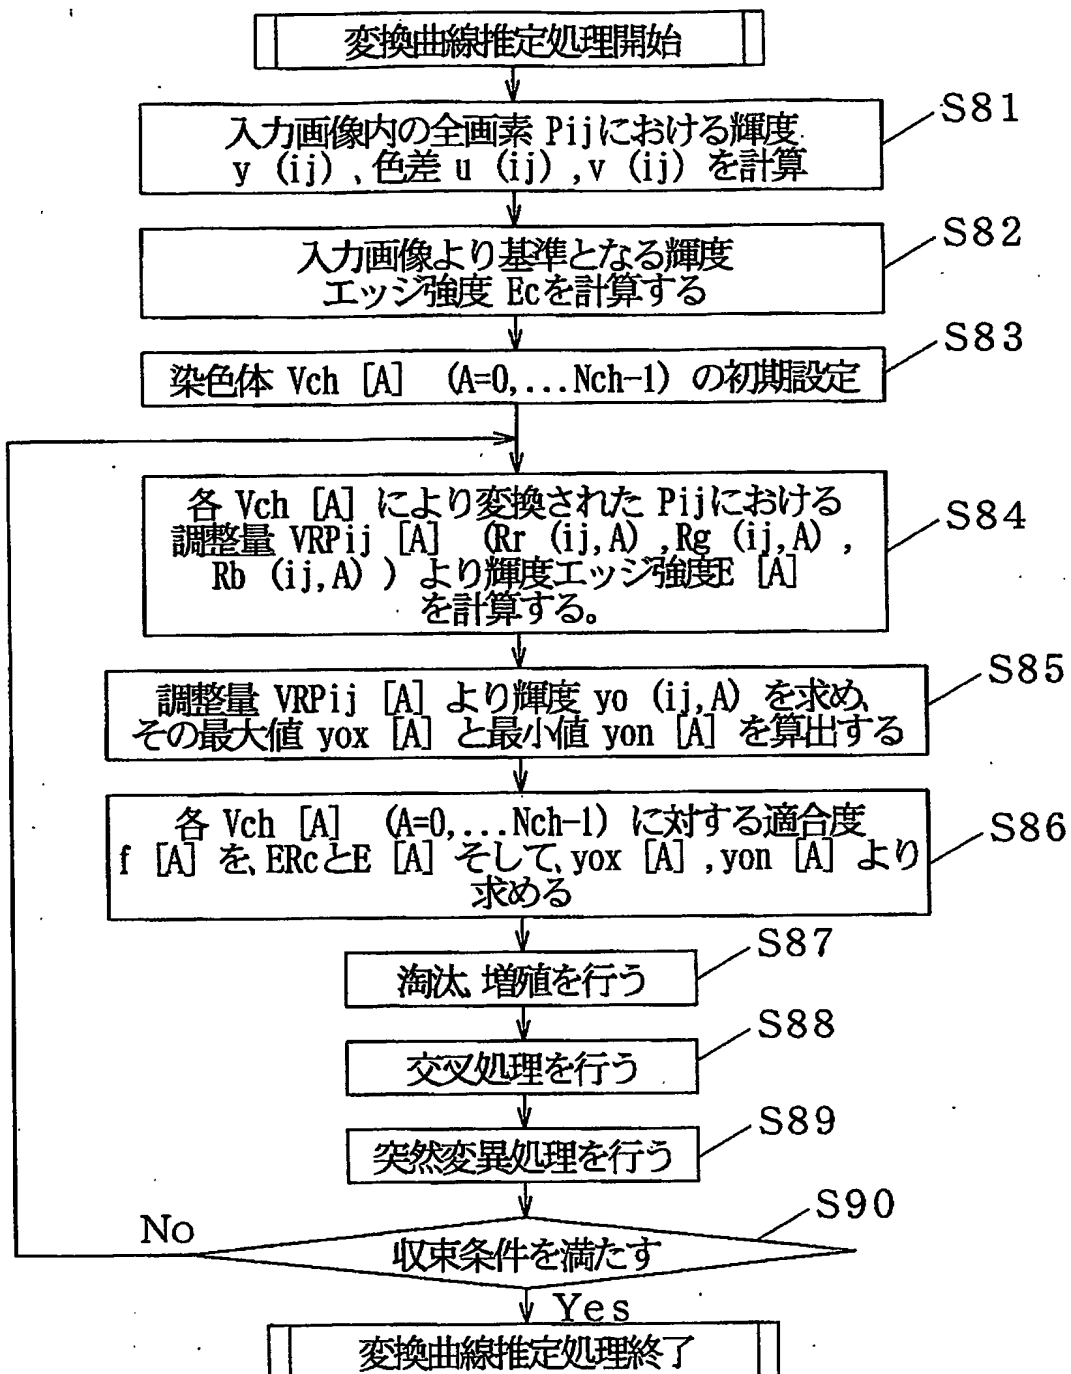 変換曲線推定処理開始
S81
入力画像内の全画素 Pijにおける輝度
y (ij) 、色差 u (ij) ,v (ij) を計算
S82
入力画像より基準となる輝度
エッジ強度 Ecを計算する
S83
染色体 Vch [A] (A=0,...Nch-1) の初期設定
S84
各 Vch [A] により変換された Pijにおける
調整量 VRPij [A] (Rr (ij,A) ,Rg (ij,A) ,
Rb (ij,A) ) より輝度エッジ強度E [A]
を計算する。
S85
調整量 VRPij [A] より輝度 yo (ij,A) を求め、
その最大値 yox [A] と最小値 yon [A] を算出する
S86
各 Vch [A] (A=0,...Nch-1) に対する適合度
f [A] を、ERcとE [A] そして、yox [A] ,yon [A] より
求める
S87
淘汰、増殖を行う
S88
交叉処理を行う
S89
突然変異処理を行う
S90
No
収束条件を満たす
Yes
変換曲線推定処理終了